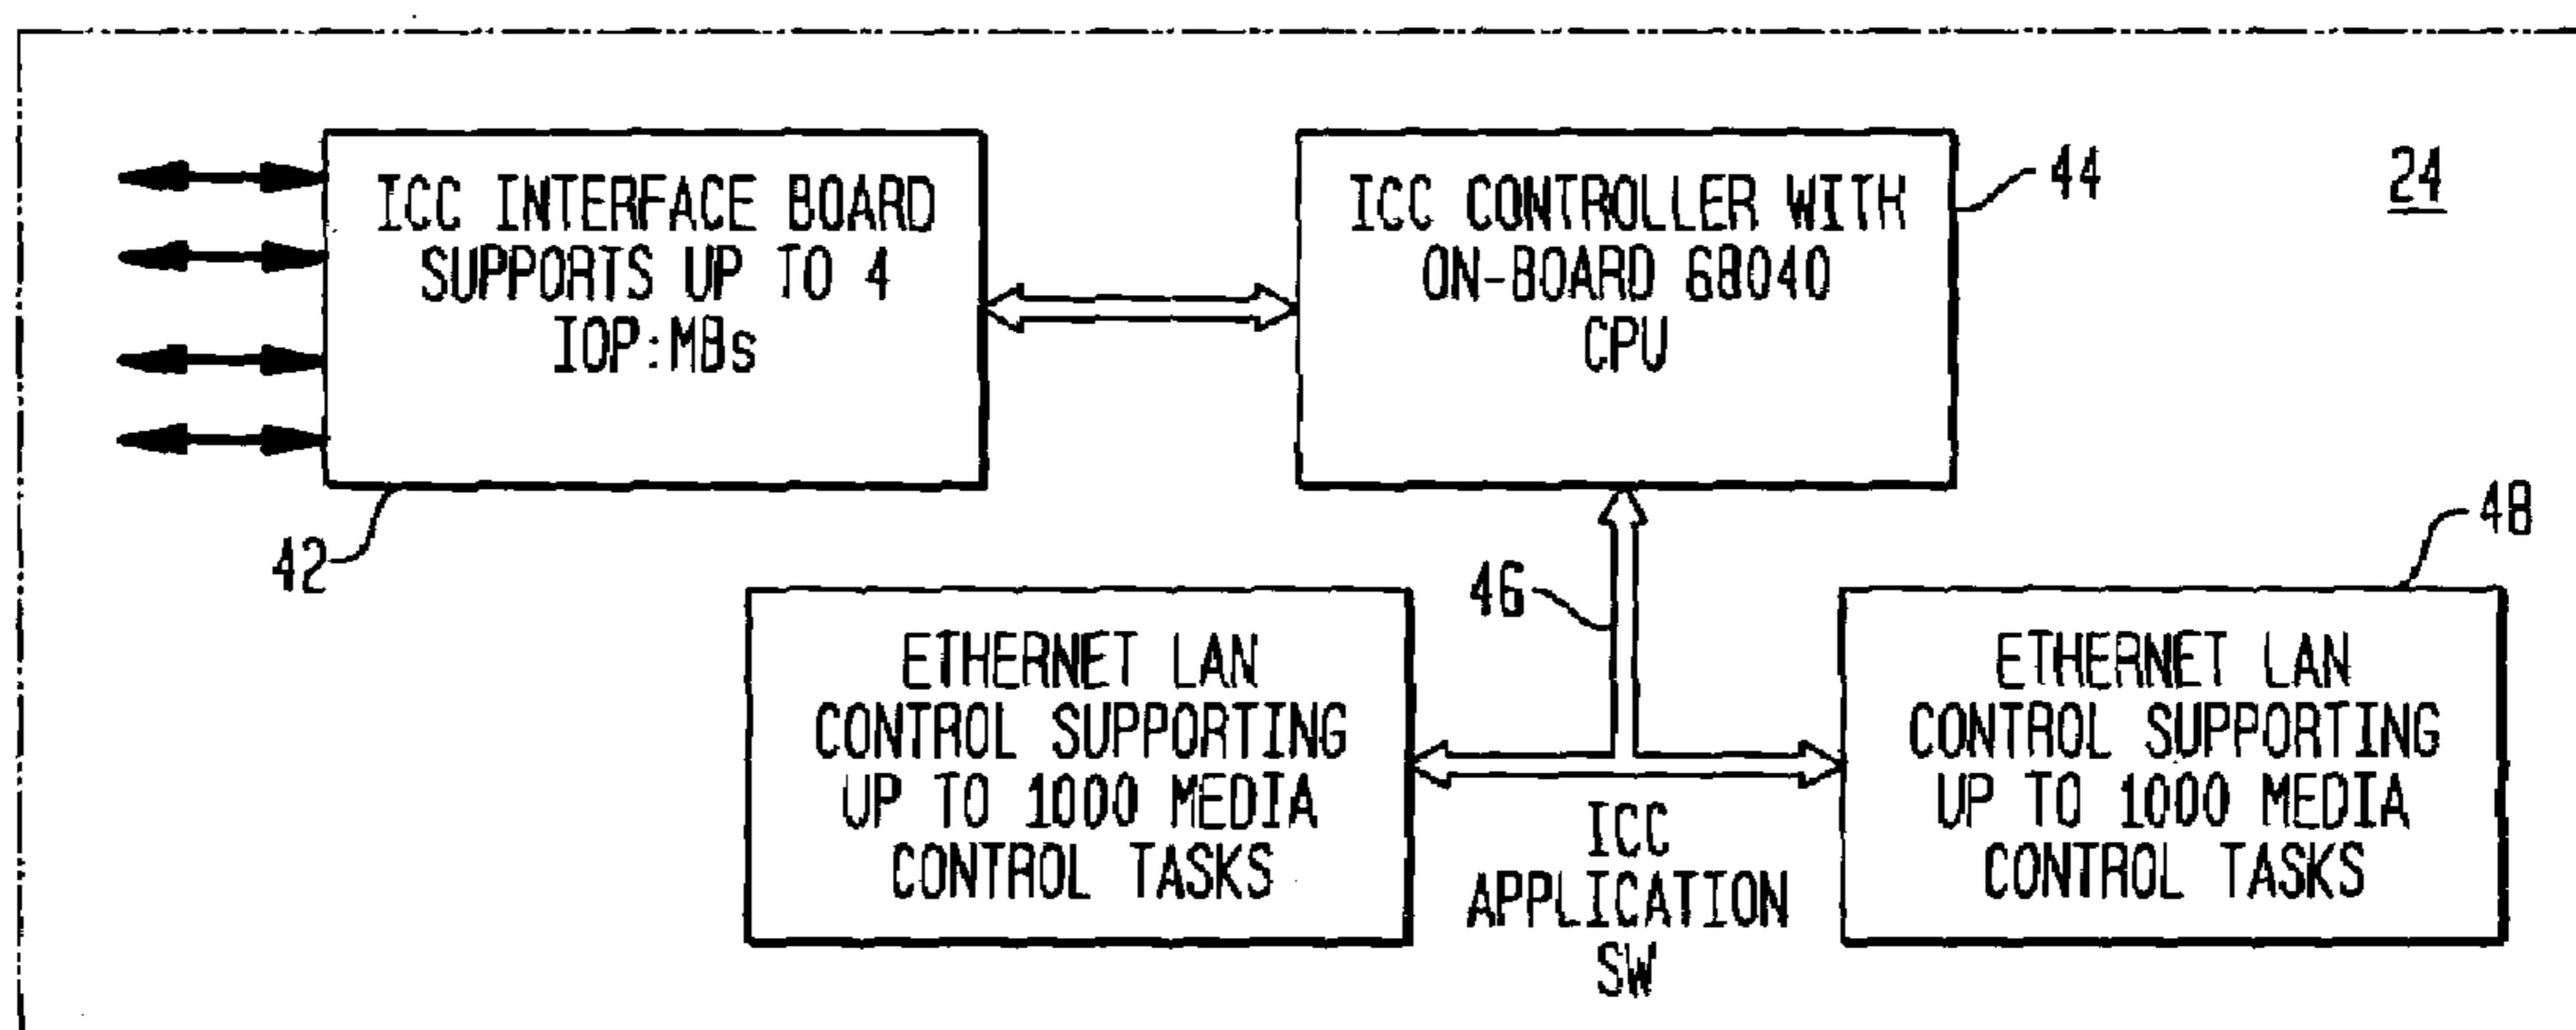 ICC INTERFACE BOARD
SUPPORTS UP TO 4
IOP:MBs
42
ICC CONTROLLER WITH
ON-BOARD 68040
CPU
44
24
46
ETHERNET LAN
CONTROL SUPPORTING
UP TO 1000 MEDIA
CONTROL TASKS
ICC
APPLICATION
SW
48
ETHERNET LAN
CONTROL SUPPORTING
UP TO 1000 MEDIA
CONTROL TASKS